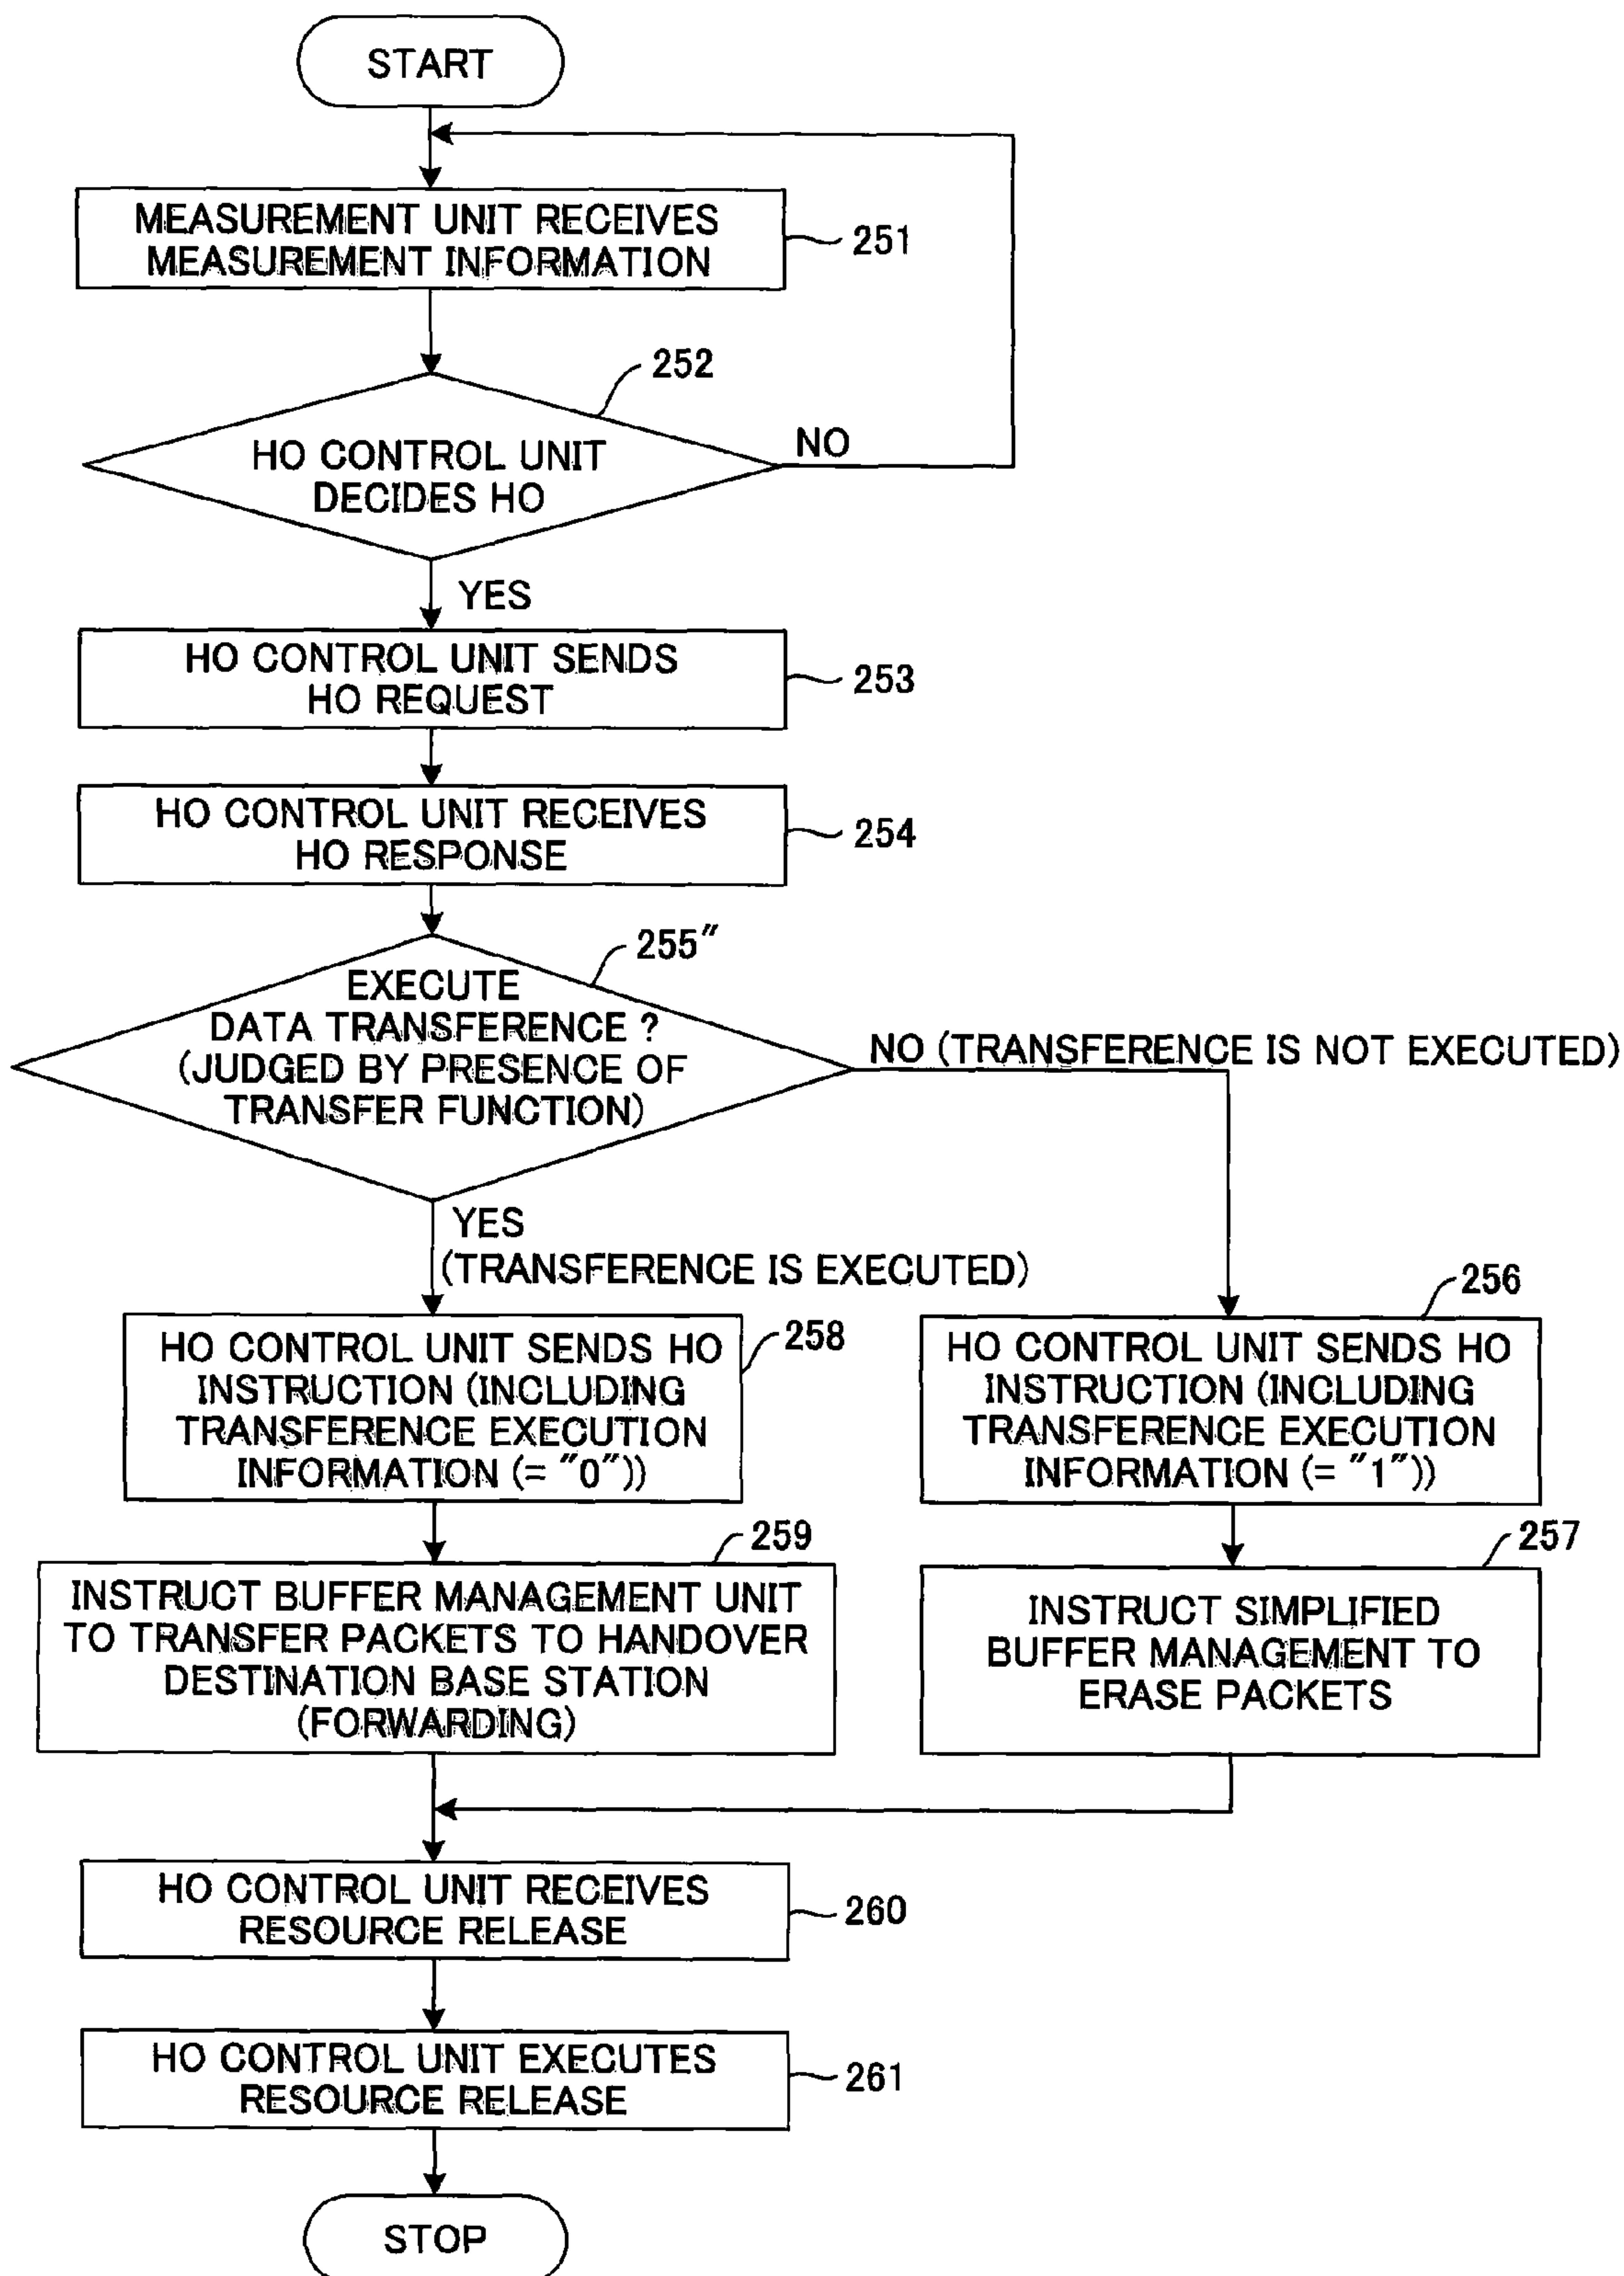 START
MEASUREMENT UNIT RECEIVES
MEASUREMENT INFORMATION
251
252
HO CONTROL UNIT
DECIDES HO
NO
YES
HO CONTROL UNIT SENDS
HO REQUEST
253
HO CONTROL UNIT RECEIVES
HO RESPONSE
254
255"
EXECUTE
DATA TRANSFERENCE ?
(JUDGED BY PRESENCE OF
TRANSFER FUNCTION)
NO (TRANSFERENCE IS NOT EXECUTED)
YES
(TRANSFERENCE IS EXECUTED)
258
HO CONTROL UNIT SENDS HO
INSTRUCTION (INCLUDING
TRANSFERENCE EXECUTION
INFORMATION (= "0"))
256
HO CONTROL UNIT SENDS HO
INSTRUCTION (INCLUDING
TRANSFERENCE EXECUTION
INFORMATION (= "1"))
259
INSTRUCT BUFFER MANAGEMENT UNIT
TO TRANSFER PACKETS TO HANDOVER
DESTINATION BASE STATION
(FORWARDING)
257
INSTRUCT SIMPLIFIED
BUFFER MANAGEMENT TO
ERASE PACKETS
HO CONTROL UNIT RECEIVES
RESOURCE RELEASE
260
HO CONTROL UNIT EXECUTES
RESOURCE RELEASE
261
STOP